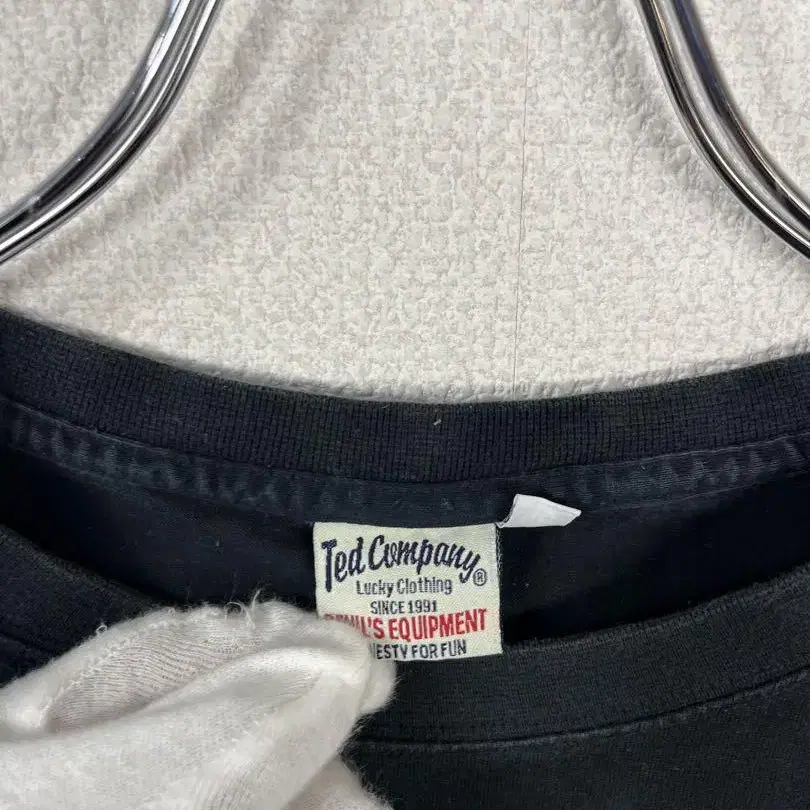 Ted Company®
Lucky Clothing
SINCE 1991
EQUIPMENT
FOR FUN